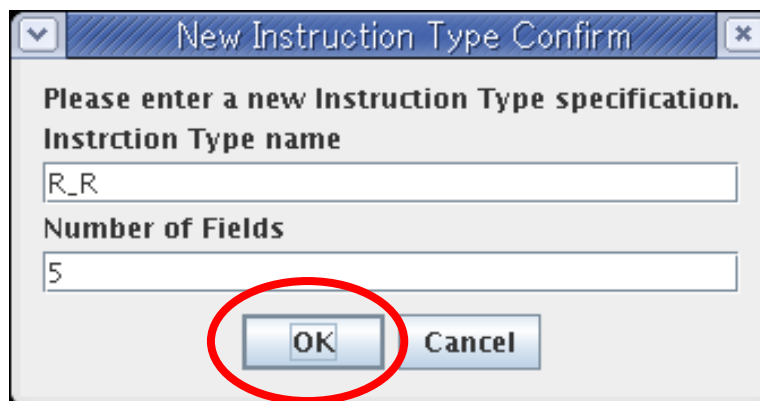 New Instruction Type Confirm
Please enter a new Instruction Type specification.
Instrction Type name
R_R
Number of Fields
5
OK Cancel